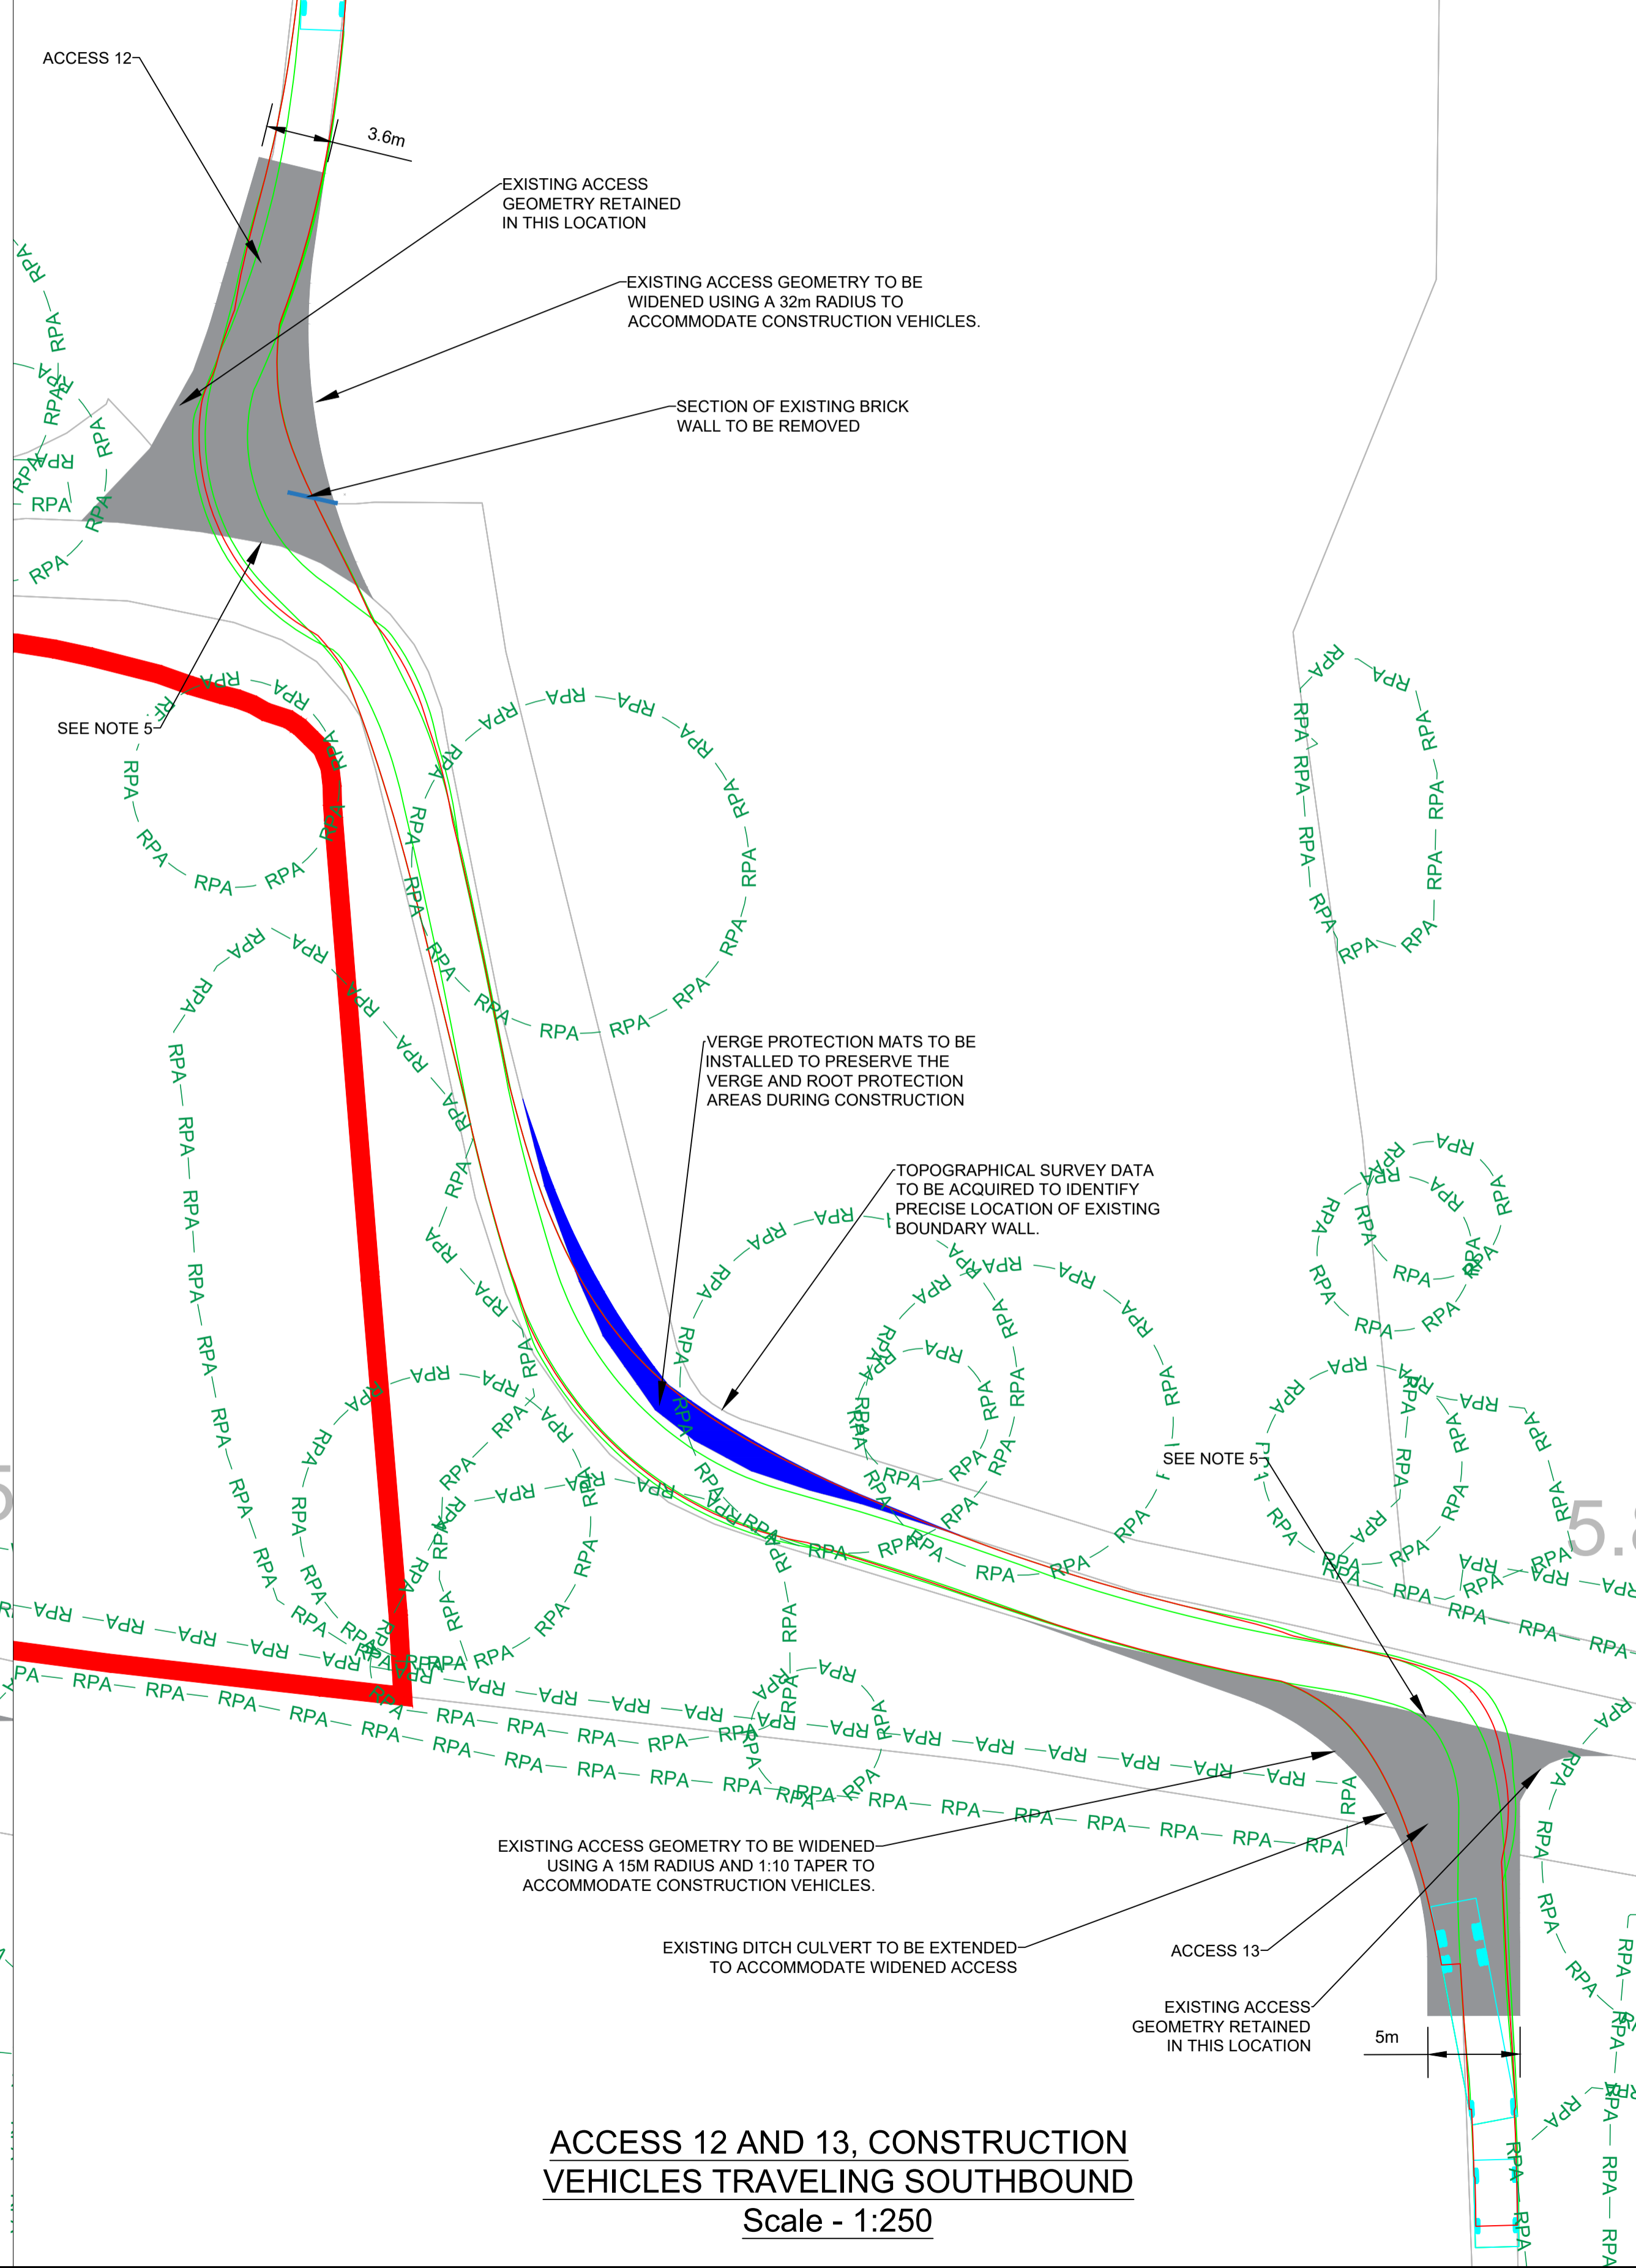 ACCESS 12
3.6m
EXISTING ACCESS
GEOMETRY RETAINED
IN THIS LOCATION
EXISTING ACCESS GEOMETRY TO BE
WIDENED USING A 32m RADIUS TO
ACCOMMODATE CONSTRUCTION VEHICLES.
SECTION OF EXISTING BRICK
WALL TO BE REMOVED
SEE NOTE 5
VERGE PROTECTION MATS TO BE
INSTALLED TO PRESERVE THE
VERGE AND ROOT PROTECTION
AREAS DURING CONSTRUCTION
TOPOGRAPHICAL SURVEY DATA
TO BE ACQUIRED TO IDENTIFY
PRECISE LOCATION OF EXISTING
BOUNDARY WALL.
SEE NOTE 5
EXISTING ACCESS GEOMETRY TO BE WIDENED
USING A 15M RADIUS AND 1:10 TAPER TO
ACCOMMODATE CONSTRUCTION VEHICLES.
EXISTING DITCH CULVERT TO BE EXTENDED
TO ACCOMMODATE WIDENED ACCESS
ACCESS 13
EXISTING ACCESS
GEOMETRY RETAINED
IN THIS LOCATION
5m
RPA
ACCESS 12 AND 13, CONSTRUCTION
VEHICLES TRAVELING SOUTHBOUND
Scale - 1:250